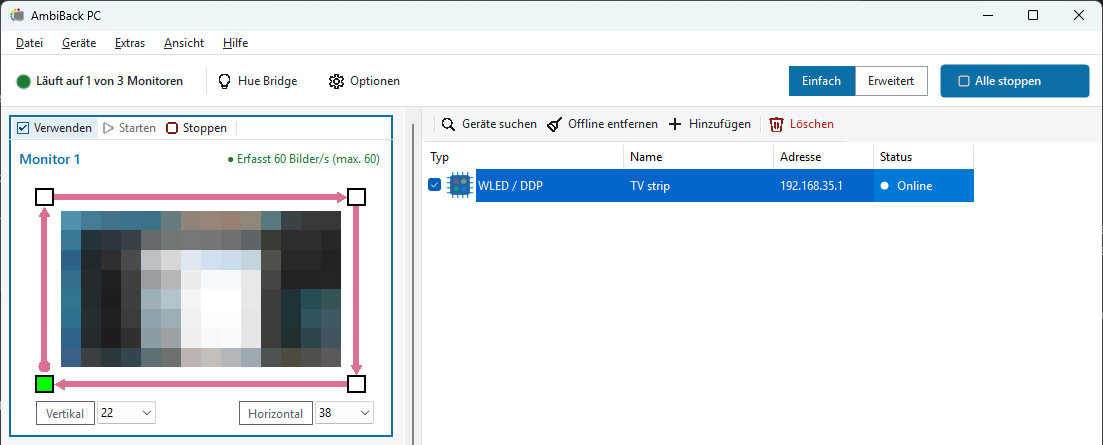 AmbiBack PC
Datei Geräte Extras Ansicht Hilfe
Läuft auf 1 von 3 Monitoren Hue Bridge Optionen Einfach Erweitert Alle stoppen
Verwenden Starten Stoppen
Monitor 1 Erfasst 60 Bilder/s (max. 60)
Vertikal 22 Horizontal 38
Geräte suchen Offline entfernen Hinzufügen Löschen
Typ Name Adresse Status
WLED / DDP TV strip 192.168.35.1 Online